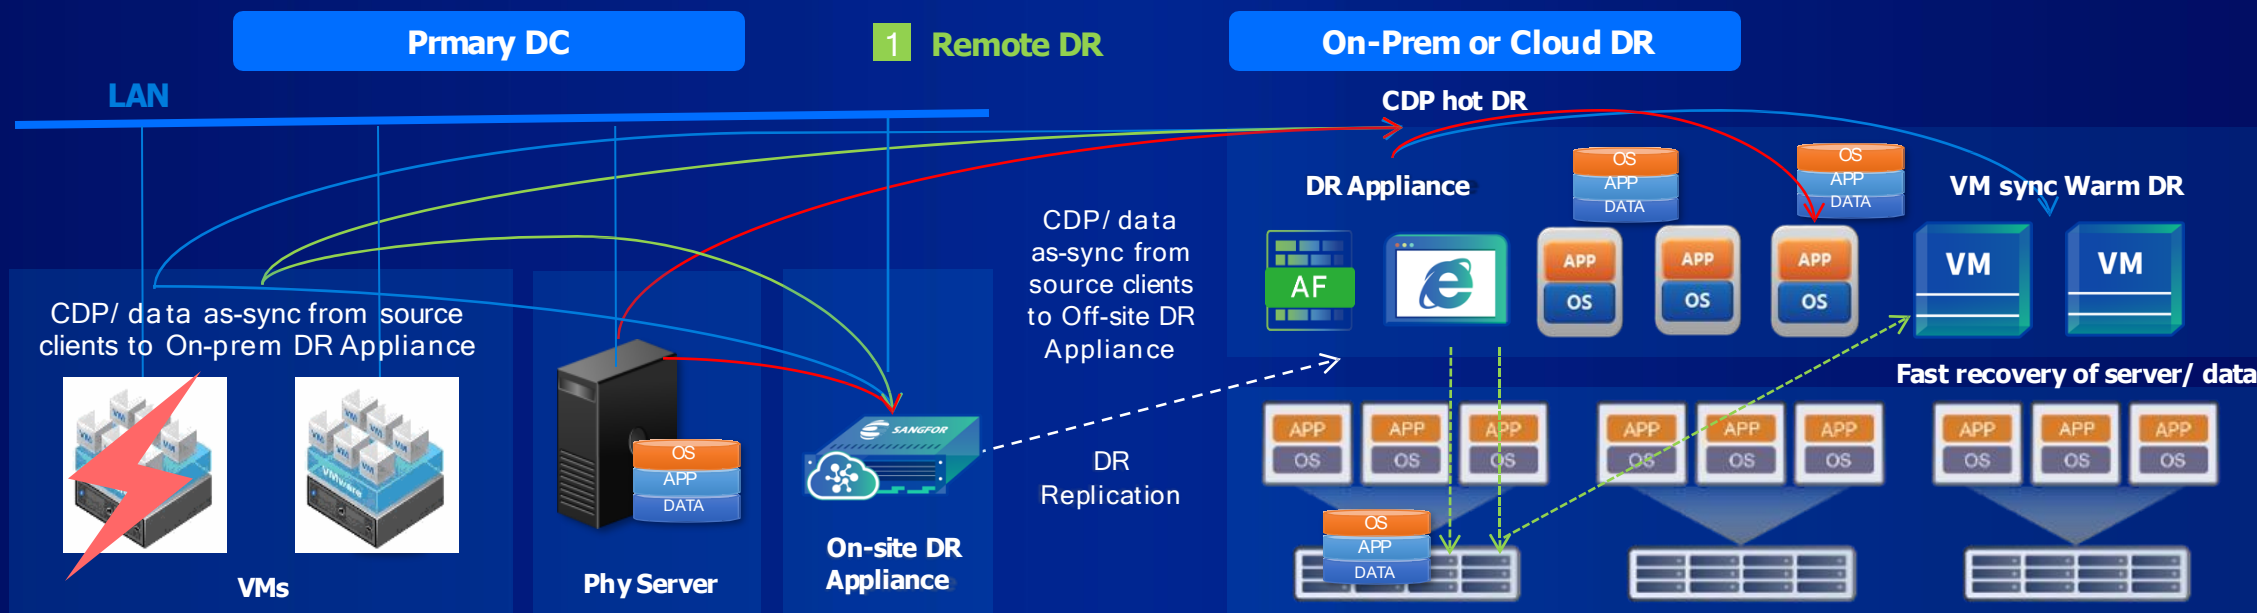 Prmary DC
1 Remote DR
On-Prem or Cloud DR
LAN
CDP hot DR
CDP/ data as-sync from source
clients to On-prem DR Appliance
VMware
VM
VM
VM
VM
VMs
OS
APP
DATA
Phy Server
SANGFOR
On-site DR
Appliance
CDP/ data
as-sync from
source clients
to Off-site DR
Appliance
DR
Replication
DR Appliance
AF
OS
APP
DATA
OS
APP
DATA
APP
OS
APP
OS
APP
OS
VM sync Warm DR
VM
VM
Fast recovery of server/ data
APP
OS
APP
OS
APP
OS
APP
OS
APP
OS
APP
OS
APP
OS
APP
OS
APP
OS
OS
APP
DATA